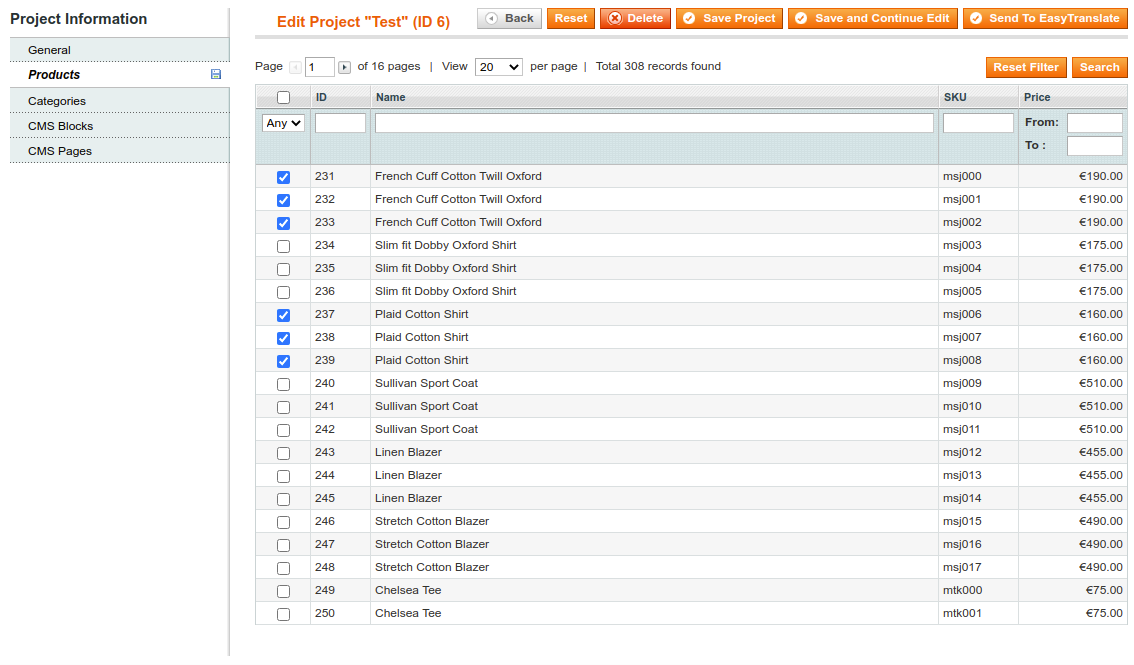 Project Information
General
Products
Categories
CMS Blocks
CMS Pages
Edit Project "Test" (ID 6) Back Reset Delete Save Project Save and Continue Edit Send To EasyTranslate
Page 1 of 16 pages | View 20 per page | Total 308 records found Reset Filter Search
ID Name SKU Price
Any From:
To :
231 French Cuff Cotton Twill Oxford msj000 €190.00
232 French Cuff Cotton Twill Oxford msj001 €190.00
233 French Cuff Cotton Twill Oxford msj002 €190.00
234 Slim fit Dobby Oxford Shirt msj003 €175.00
235 Slim fit Dobby Oxford Shirt msj004 €175.00
236 Slim fit Dobby Oxford Shirt msj005 €175.00
237 Plaid Cotton Shirt msj006 €160.00
238 Plaid Cotton Shirt msj007 €160.00
239 Plaid Cotton Shirt msj008 €160.00
240 Sullivan Sport Coat msj009 €510.00
241 Sullivan Sport Coat msj010 €510.00
242 Sullivan Sport Coat msj011 €510.00
243 Linen Blazer msj012 €455.00
244 Linen Blazer msj013 €455.00
245 Linen Blazer msj014 €455.00
246 Stretch Cotton Blazer msj015 €490.00
247 Stretch Cotton Blazer msj016 €490.00
248 Stretch Cotton Blazer msj017 €490.00
249 Chelsea Tee mtk000 €75.00
250 Chelsea Tee mtk001 €75.00